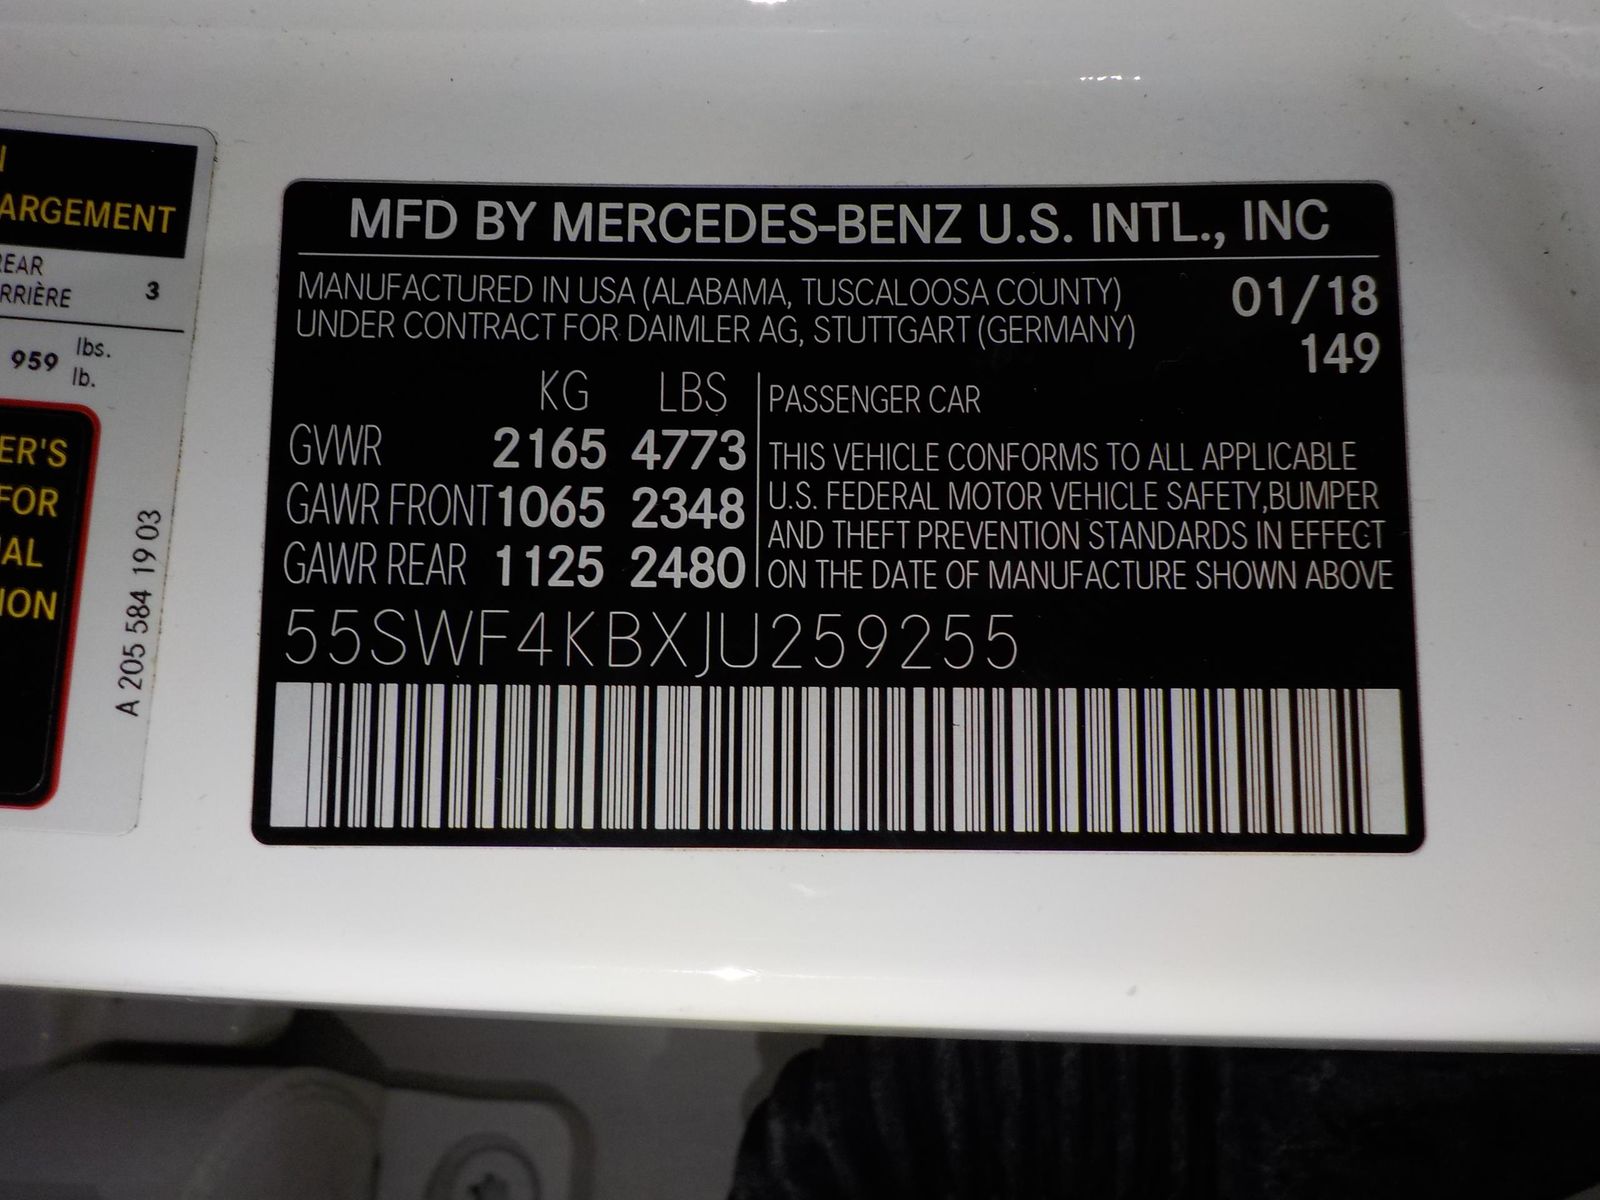 ARGEMENT
REAR
RRIÈRE 3
959 lbs.
lb.
ER'S
FOR
IAL
ION
A 205 584 19 03
MFD BY MERCEDES-BENZ U.S. INTL., INC
MANUFACTURED IN USA (ALABAMA, TUSCALOOSA COUNTY) 01/18
UNDER CONTRACT FOR DAIMLER AG, STUTTGART (GERMANY) 149
KG LBS
GVWR 2165 4773
GAWR FRONT 1065 2348
GAWR REAR 1125 2480
PASSENGER CAR
THIS VEHICLE CONFORMS TO ALL APPLICABLE
U.S. FEDERAL MOTOR VEHICLE SAFETY,BUMPER
AND THEFT PREVENTION STANDARDS IN EFFECT
ON THE DATE OF MANUFACTURE SHOWN ABOVE
55SWF4KBXJU259255